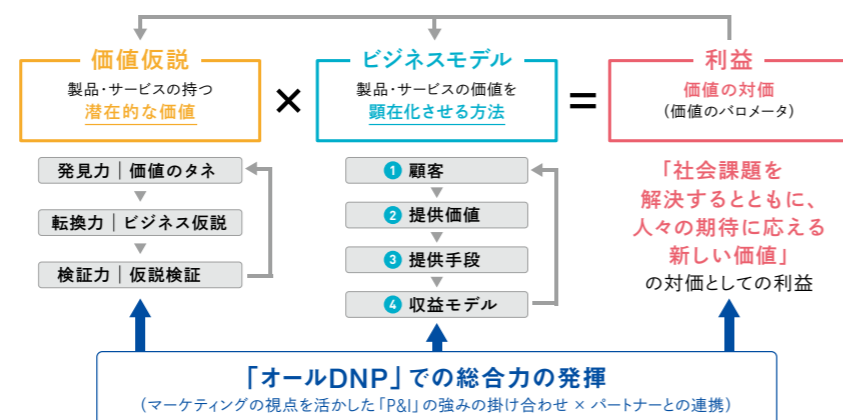 価値仮説
製品・サービスの持つ
潜在的な価値
×
ビジネスモデル
製品・サービスの価値を
顕在化させる方法
=
利益
価値の対価
(価値のバロメータ)
発見力|価値のタネ
転換力|ビジネス仮説
検証力|仮説検証
1 顧客
2 提供価値
3 提供手段
4 収益モデル
「社会課題を
解決するとともに、
人々の期待に応える
新しい価値」
の対価としての利益
「オールDNP」での総合力の発揮
(マーケティングの視点を活かした「P&I」の強みの掛け合わせ × パートナーとの連携)